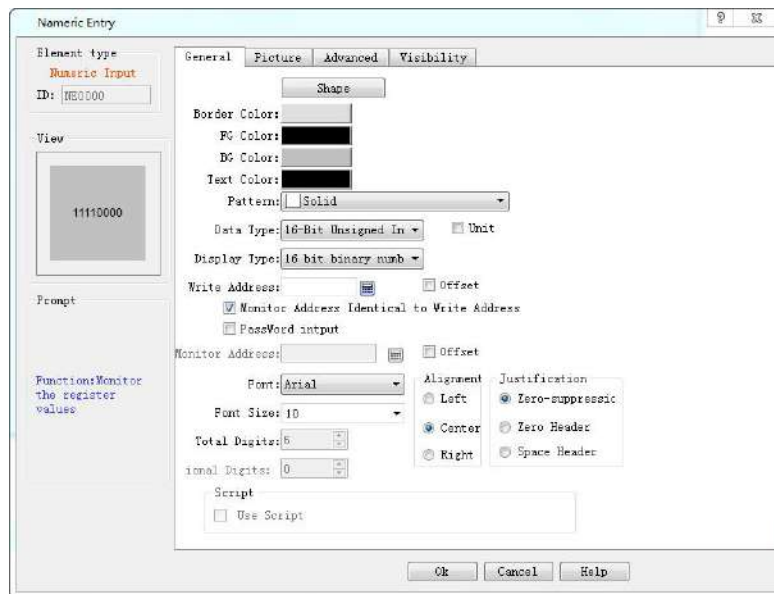 Nameric Entry
Element type
Numeric Input
ID: NE0000
View
11110000
Prompt
Function:Monitor
the register
values
General Picture Advanced Visibility
Shape
Border Color:
FG Color:
BG Color:
Text Color:
Pattern: Solid
Data Type: 16-Bit Unsigned In Unit
Display Type: 16 bit binary numb
Write Address: Offset
Monitor Address Identical to Write Address
PassWord intput
Monitor Address: Offset
Font: Arial
Font Size: 10
Total Digits: 6
ional Digits: 0
Alignment
Left
Center
Right
Justification
Zero-suppressic
Zero Header
Space Header
Script
Use Script
Ok Cancel Help